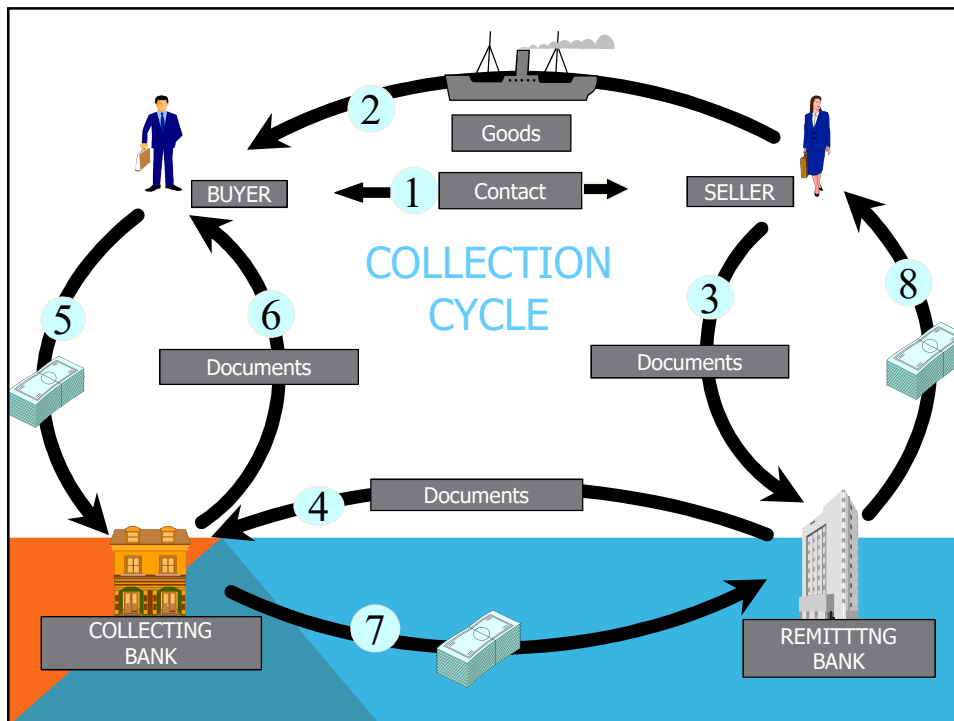 2
Goods
1
Contact
BUYER
SELLER
COLLECTION
CYCLE
5
6
3
8
Documents
Documents
4
Documents
7
COLLECTING
BANK
REMITTTNG
BANK